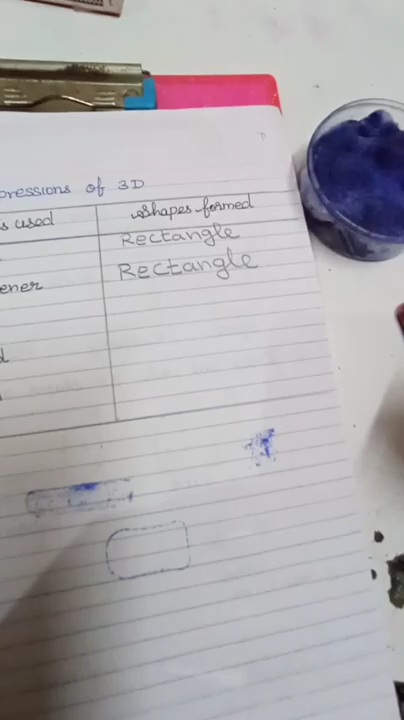 pressions of 3D
s used Shapes formed
Rectangle
ener Rectangle
d